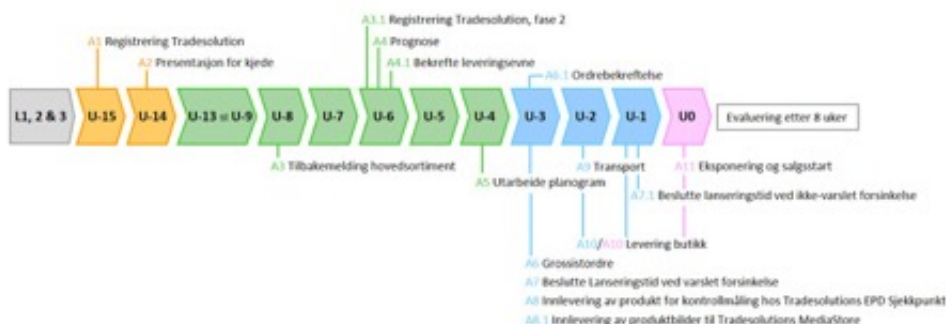 A3.1 Registrering Tradesolution, fase 2
A1 Registrering Tradesolution
A4 Prognose
A2 Presentasjon for kjede
A4.1 Bekrefte leveringsevne
A6.1 Ordrebekreftelse
L1, 2 & 3
U-15
U-14
U-13 til U-9
U-8
U-7
U-6
U-5
U-4
U-3
U-2
U-1
U0
Evaluering etter 8 uker
A3 Tilbakemelding hovedsortiment
A9 Transport
A11 Eksponering og salgsstart
A5 Utarbeide planogram
A7.1 Beslutte lanseringstid ved ikke-varslet forsinkelse
A10/A10 Levering butikk
A6 Grossistordre
A7 Beslutte Lanseringstid ved varslet forsinkelse
A8 Innlevering av produkt for kontrollmåling hos Tradesolutions EPD Sjekkpunkt
A8.1 Innlevering av produktbilder til Tradesolutions MediaStore